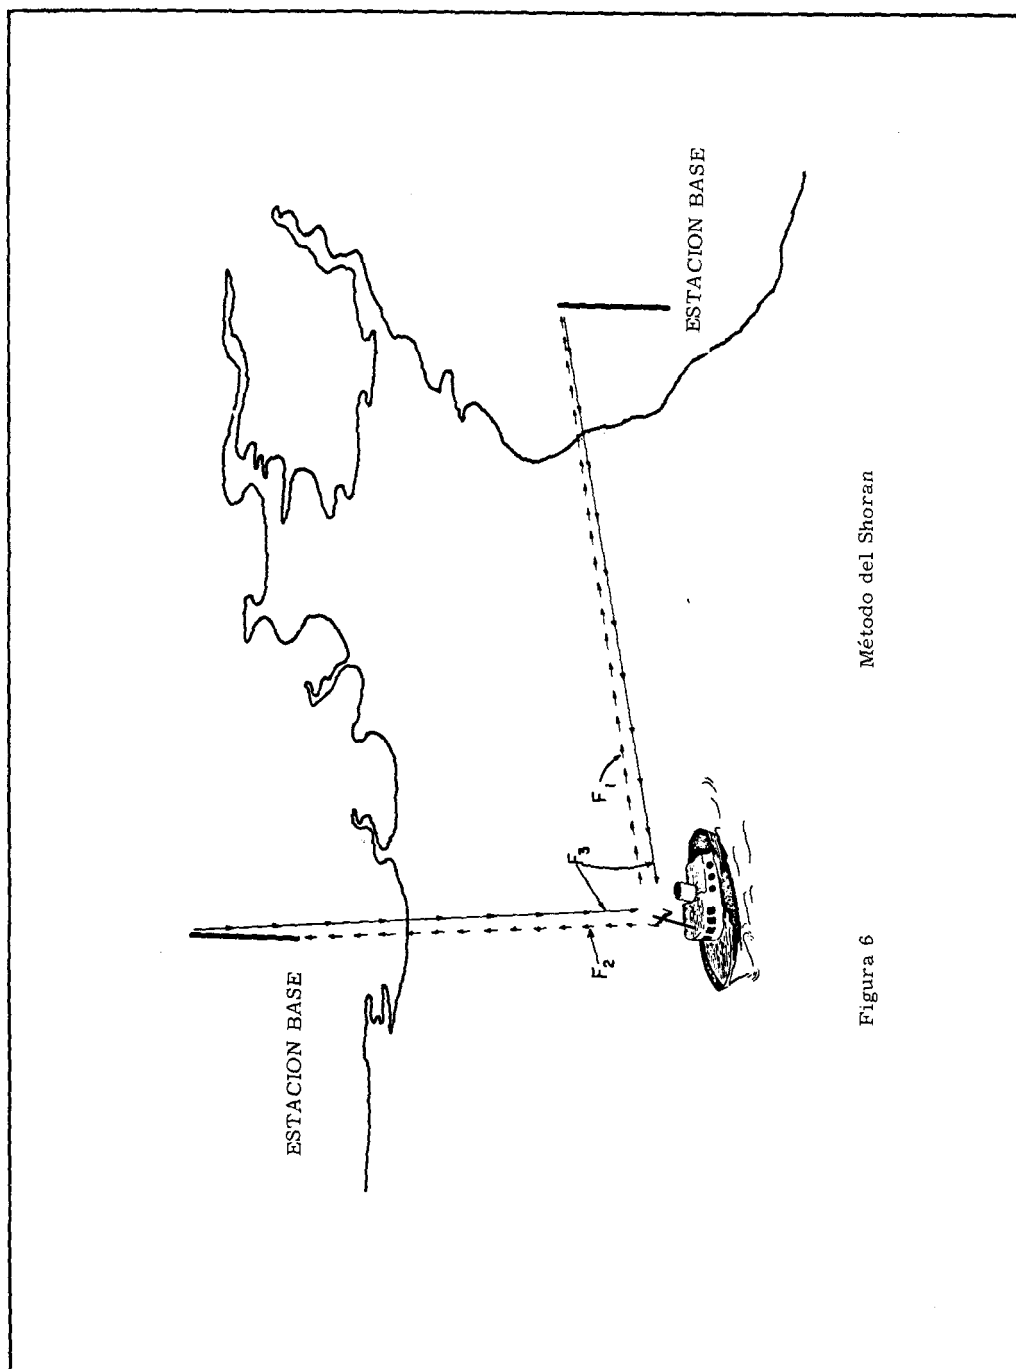 ESTACION BASE
ESTACION BASE
F1
F3
F2
Figura 6
Método del Shoran